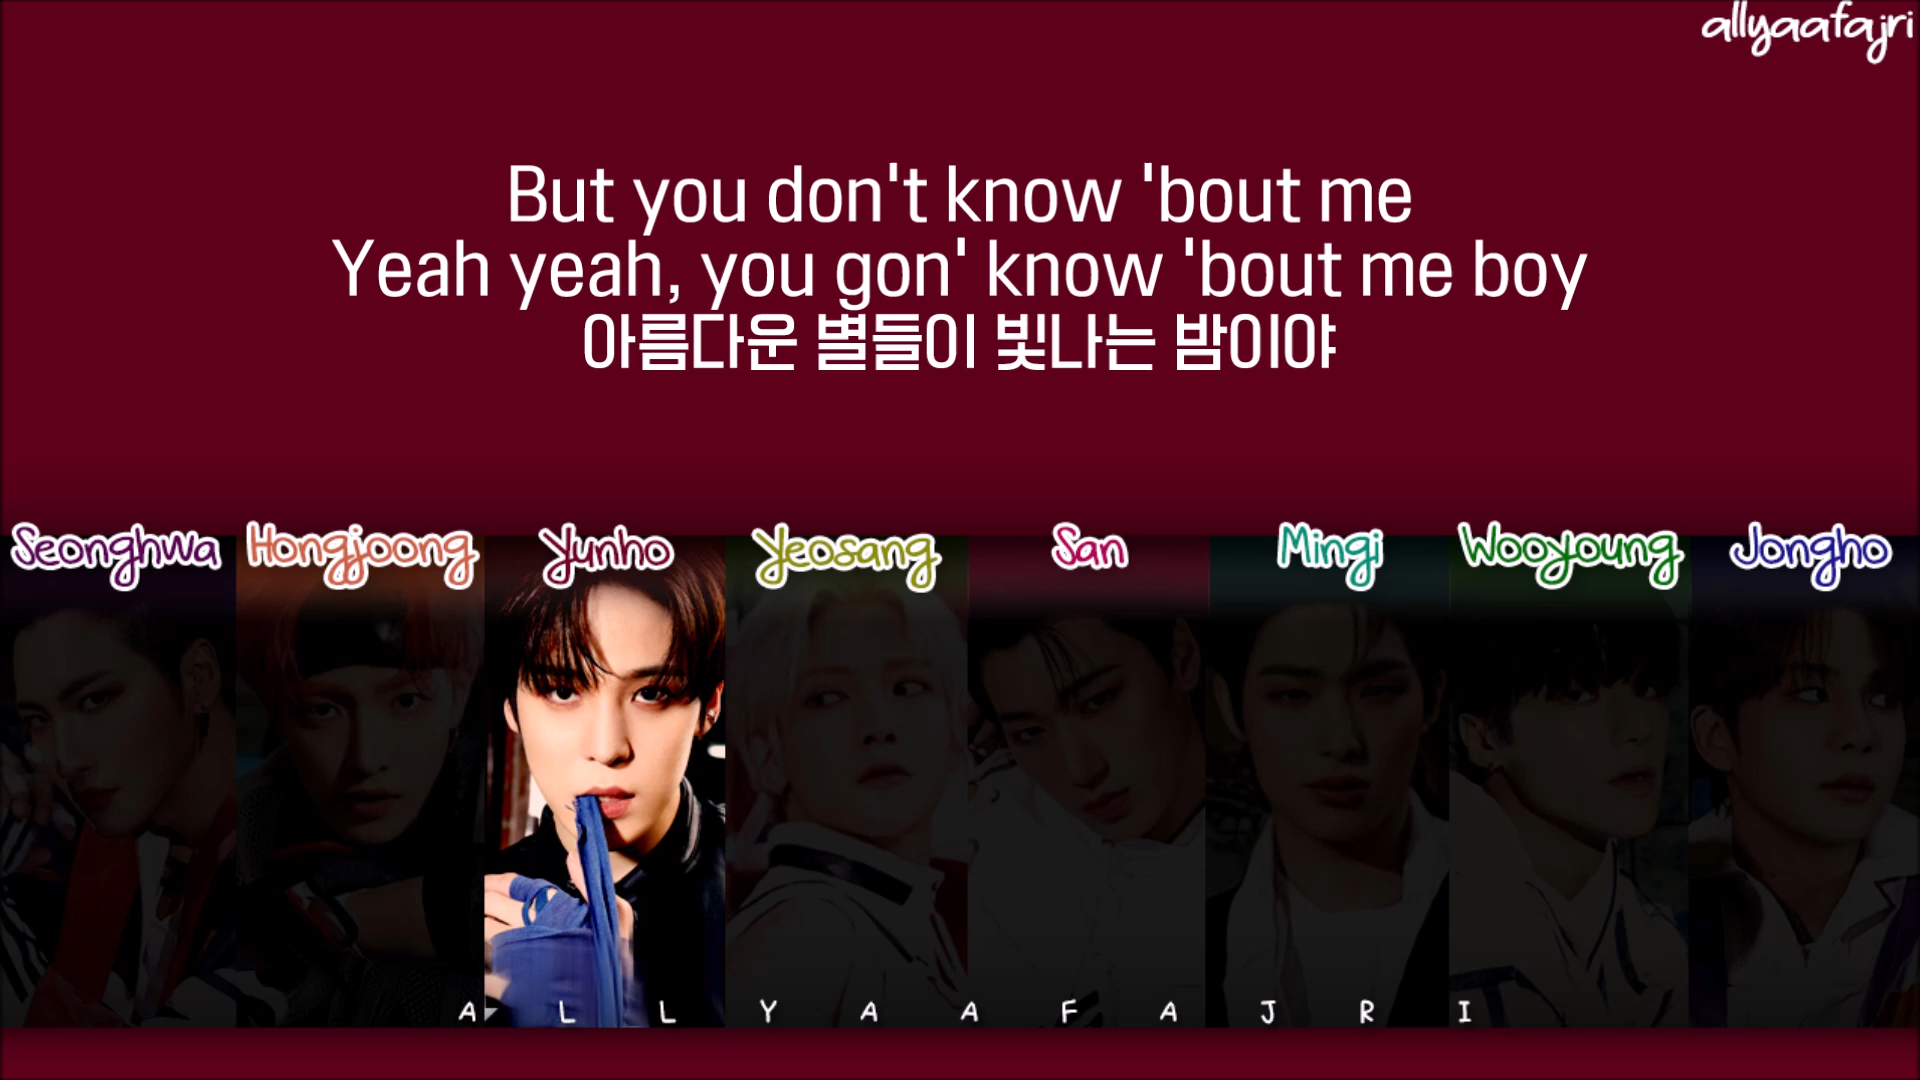 allyaafajri
But you don't know 'bout me
Yeah yeah, you gon' know 'bout me boy
아름다운 별들이 빛나는 밤이야
Seonghwa Hongjoong Yunho Yeosang San Mingi Wooyoung Jongho
A L L Y A A F A J R I